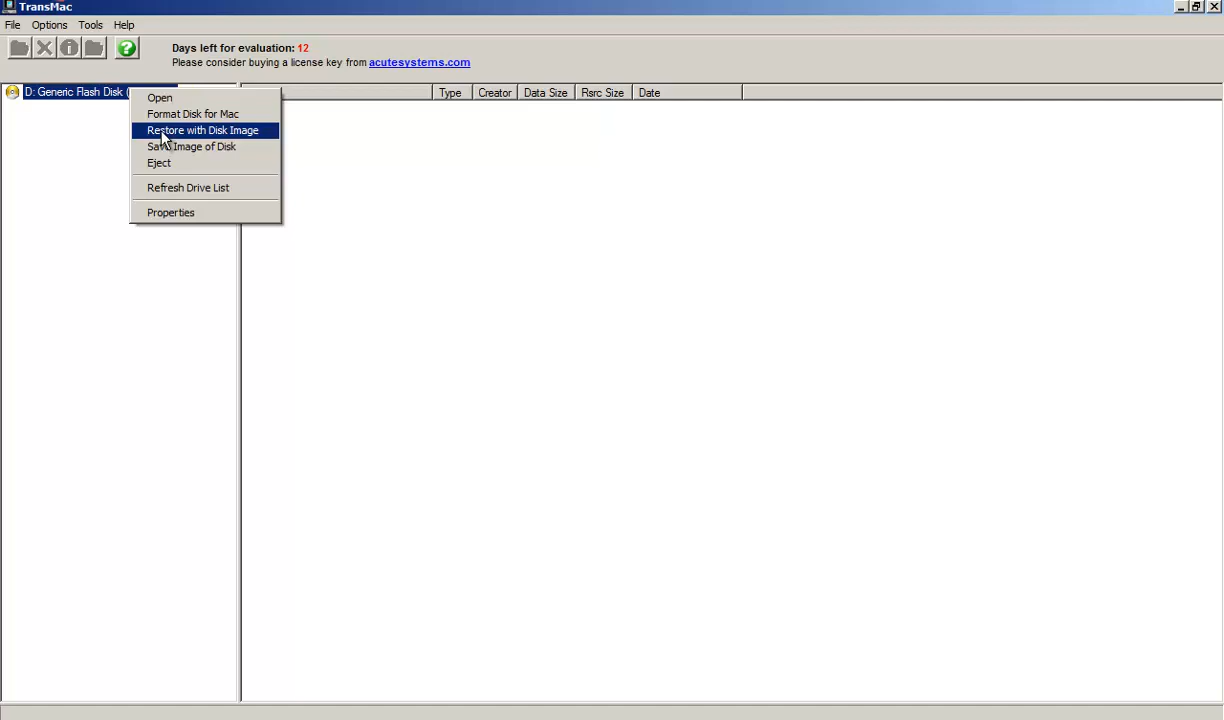 TransMac
File Options Tools Help
Days left for evaluation: 12
Please consider buying a license key from acutesystems.com
D: Generic Flash Disk (
Type Creator Data Size Rsrc Size Date
Open
Format Disk for Mac
Restore with Disk Image
Save Image of Disk
Eject
Refresh Drive List
Properties